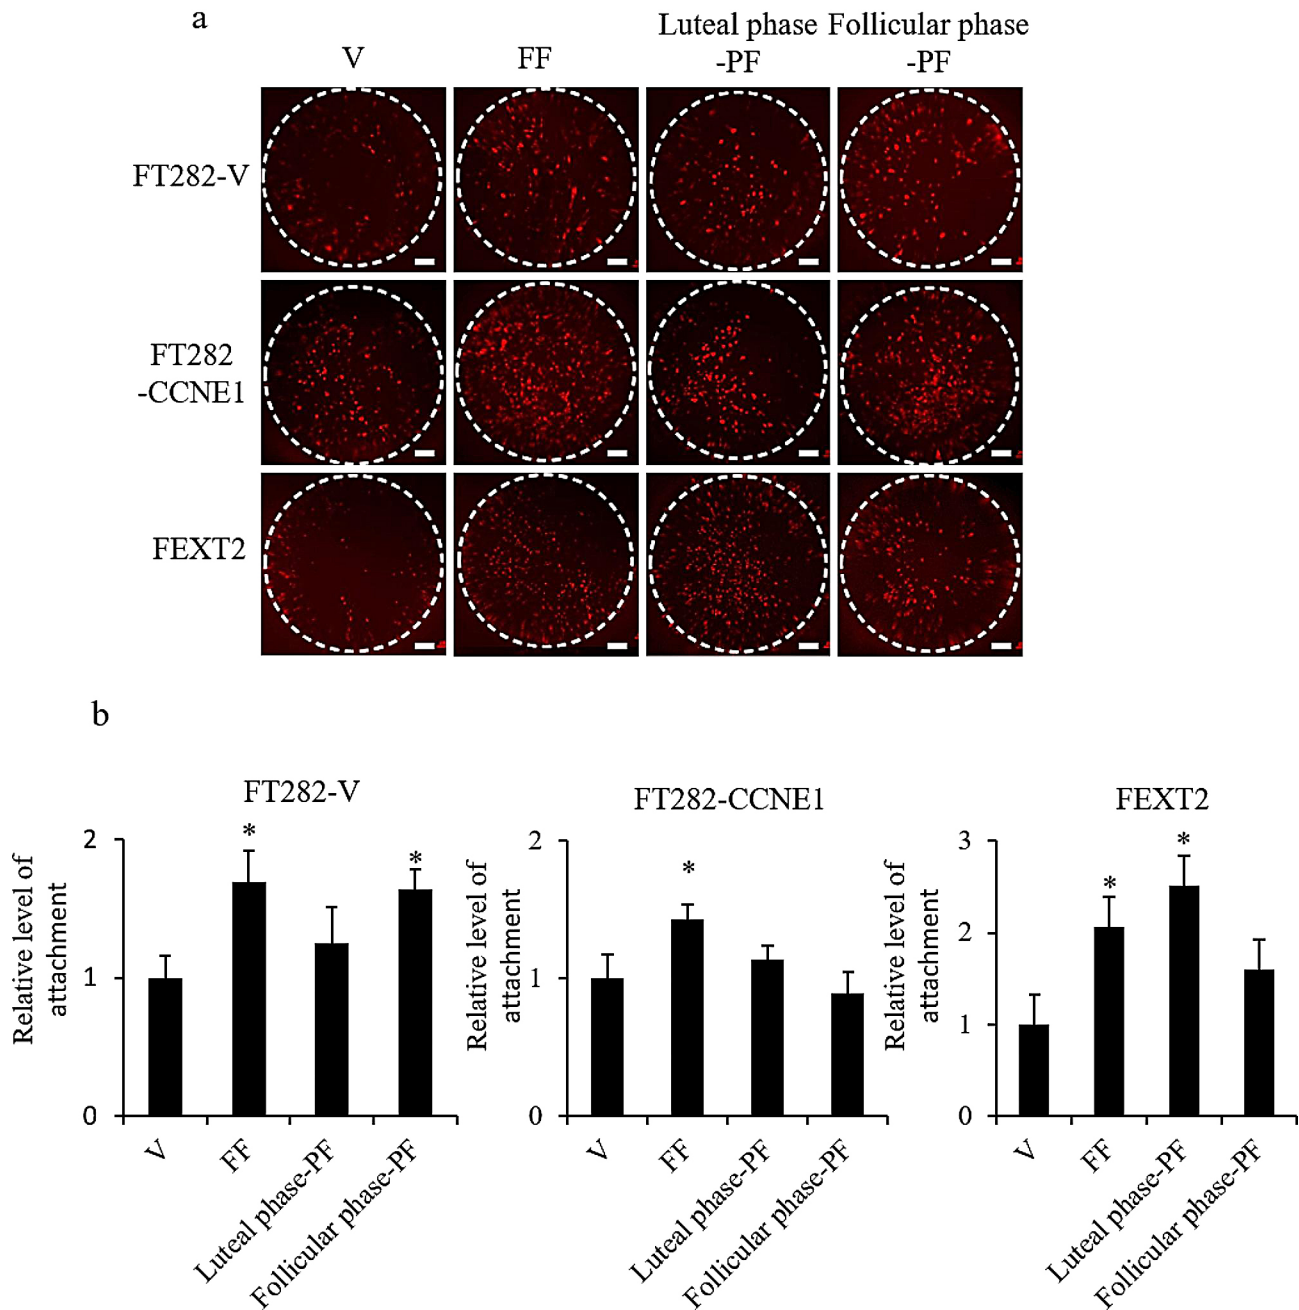 a
V
FF
Luteal phase
-PF
Follicular phase
-PF
FT282-V
FT282
-CCNE1
FEXT2
b
FT282-V
Relative level of
attachment
2
1
0
*
*
V
FF
Luteal phase-PF
Follicular phase-PF
FT282-CCNE1
Relative level of
attachment
2
1
0
*
V
FF
Luteal phase-PF
Follicular phase-PF
FEXT2
Relative level of
attachment
3
2
1
0
*
*
V
FF
Luteal phase-PF
Follicular phase-PF